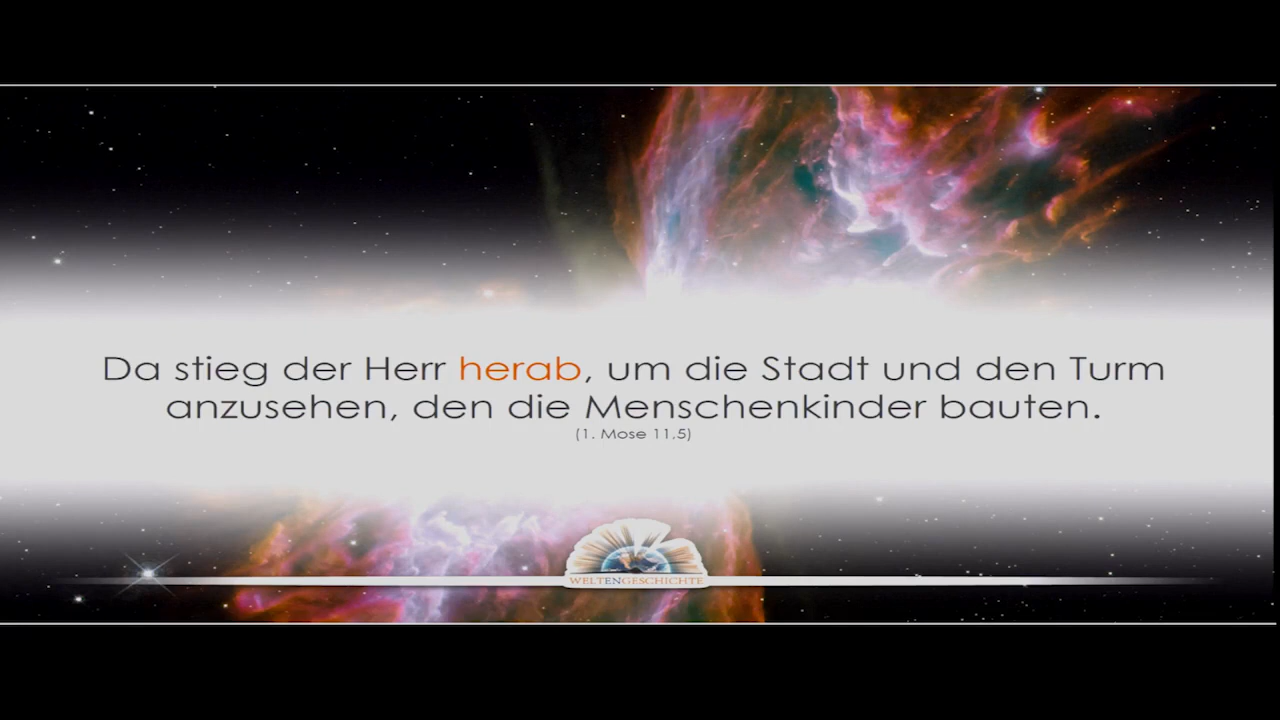 Da stieg der Herr herab, um die Stadt und den Turm
anzusehen, den die Menschenkinder bauten.
(1. Mose 11,5)
WELTENGESCHICHTE